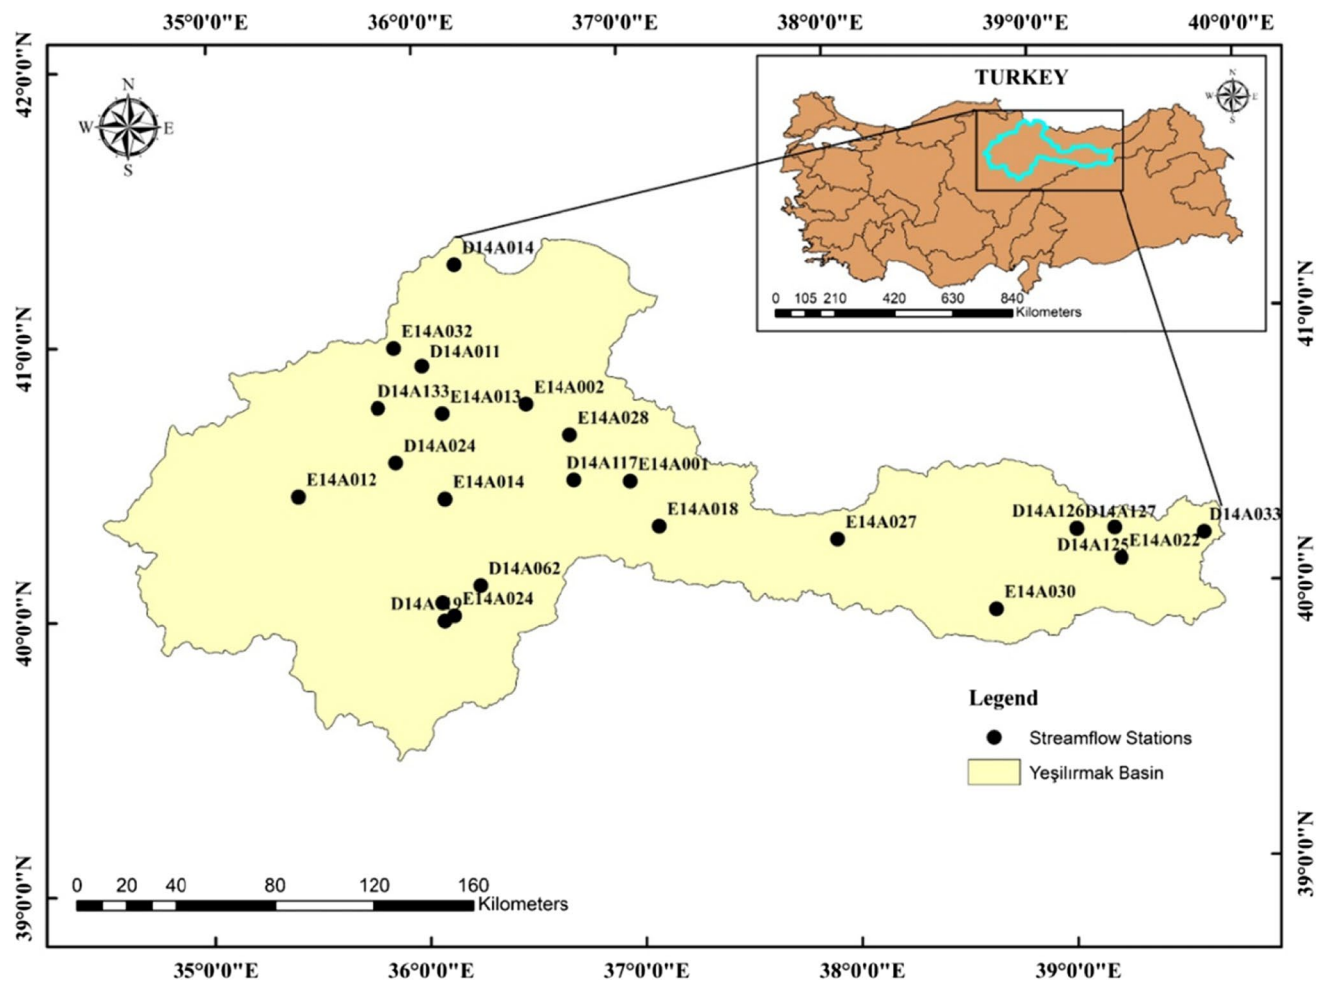 35°0'0"E 36°0'0"E 37°0'0"E 38°0'0"E 39°0'0"E 40°0'0"E
42°0'0"N
41°0'0"N
40°0'0"N
39°0'0"N
N
W E
S
TURKEY
N
W E
S
0 105 210 420 630 840
Kilometers
41°0'0"N
40°0'0"N
39°0'0"N
D14A014
E14A032
D14A011
D14A133
E14A013
E14A002
E14A028
D14A024
D14A117
E14A001
E14A012
E14A014
E14A018
E14A027
D14A126
D14A127
D14A033
D14A125
E14A022
D14A062
E14A024
E14A030
Legend
Streamflow Stations
Yeşilırmak Basin
0 20 40 80 120 160
Kilometers
35°0'0"E 36°0'0"E 37°0'0"E 38°0'0"E 39°0'0"E